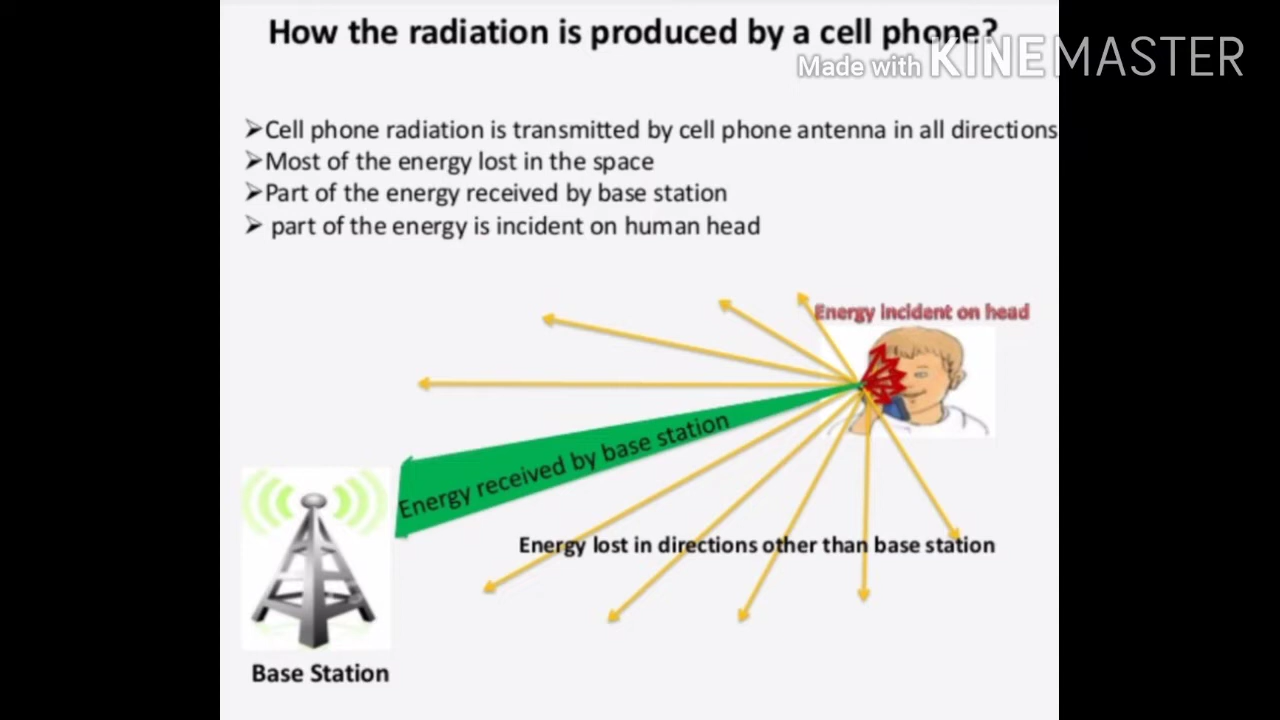 How the radiation is produced by a cell phone?
Made with KINEMASTER
➢Cell phone radiation is transmitted by cell phone antenna in all directions
➢Most of the energy lost in the space
➢Part of the energy received by base station
➢ part of the energy is incident on human head
Energy incident on head
Energy received by base station
Energy lost in directions other than base station
Base Station